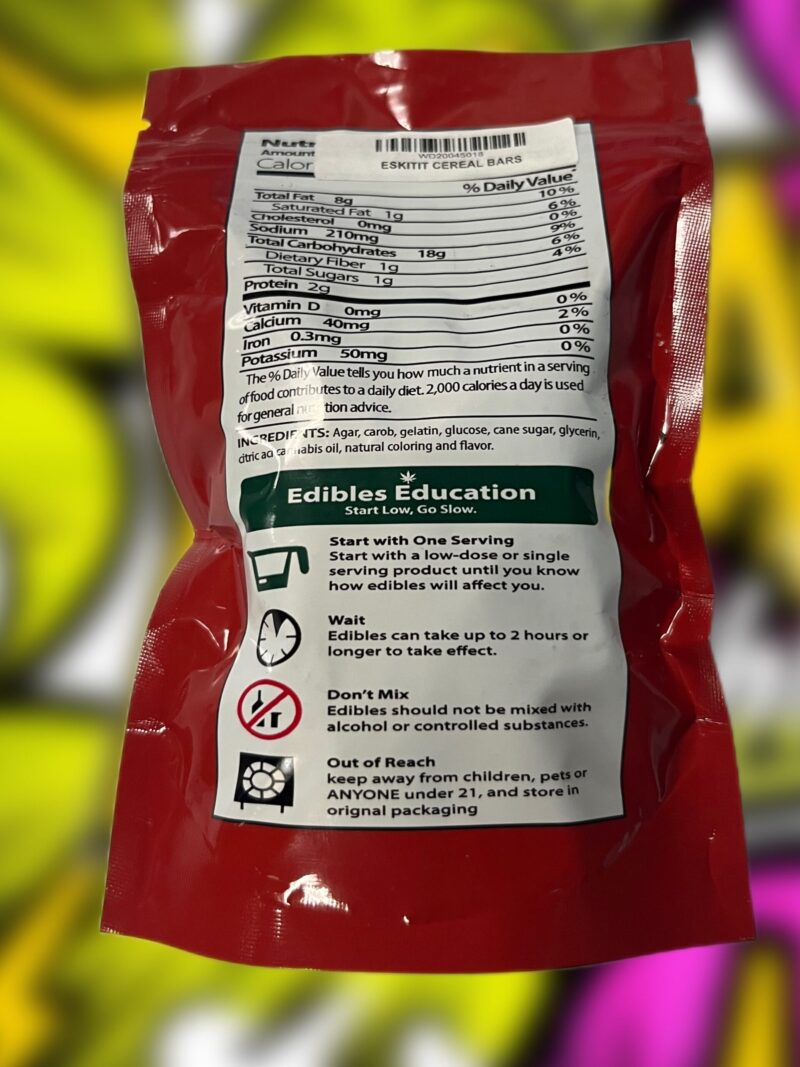 Nutr
Amount
Calor
WD20045018
ESKITIT CEREAL BARS
% Daily Value*
Total Fat 8g 10%
Saturated Fat 1g 6%
Cholesterol 0mg 0%
Sodium 210mg 9%
Total Carbohydrates 18g 6%
Dietary Fiber 1g 4%
Total Sugars 1g
Protein 2g
Vitamin D 0mg 0%
Calcium 40mg 2%
Iron 0.3mg 0%
Potassium 50mg 0%
The % Daily Value tells you how much a nutrient in a serving
of food contributes to a daily diet. 2,000 calories a day is used
for general tion advice.
INGREDIENTS: Agar, carob, gelatin, glucose, cane sugar, glycerin,
citric oil, natural coloring and flavor.
Edibles Education
Start Low, Go Slow.
Start with One Serving
Start with a low-dose or single
serving product until you know
how edibles will affect you.
Wait
Edibles can take up to 2 hours or
longer to take effect.
Don't Mix
Edibles should not be mixed with
alcohol or controlled substances.
Out of Reach
keep away from children, pets or
ANYONE under 21, and store in
orignal packaging